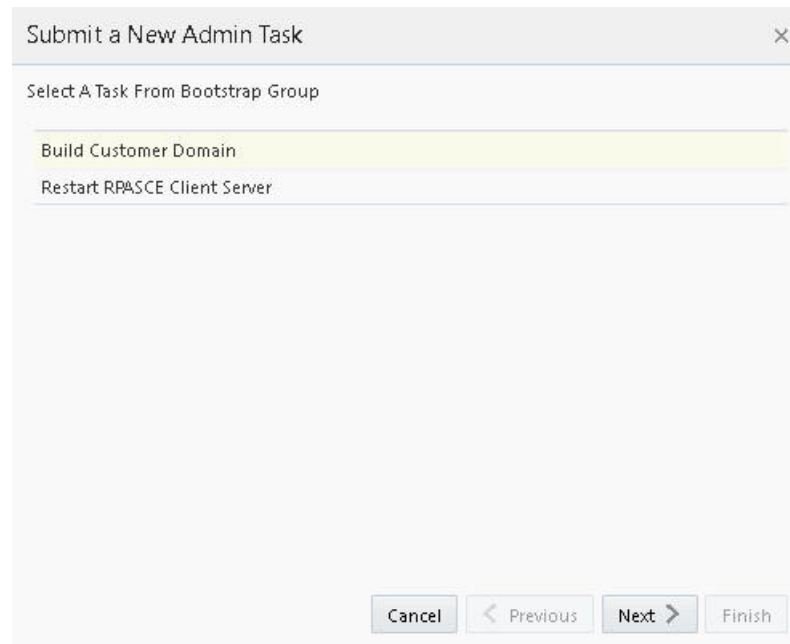 Submit a New Admin Task
Select A Task From Bootstrap Group
Build Customer Domain
Restart RPASCE Client Server
Cancel Previous Next Finish